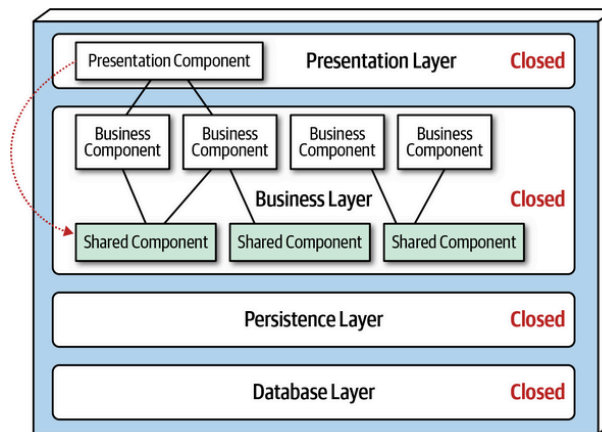 Presentation Component
Presentation Layer
Closed
Business
Component
Business
Component
Business
Component
Business
Component
Business Layer
Closed
Shared Component
Shared Component
Shared Component
Persistence Layer
Closed
Database Layer
Closed